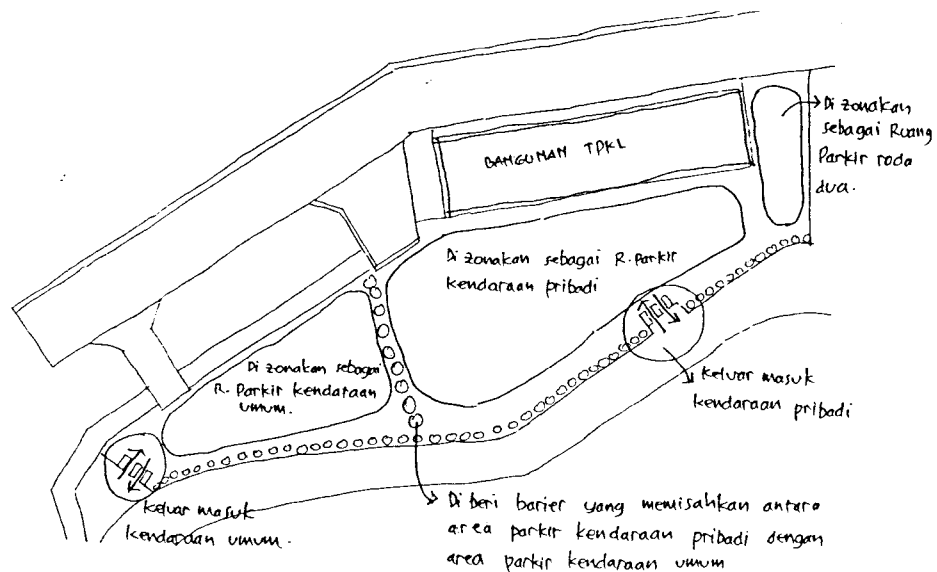 Di zonakan
sebagai Ruang
Parkir roda
dua.
BANGUNAN TPKL
Di zonakan sebagai R. Parkir
kendaraan pribadi
Di zonakan sebagai
R. Parkir kendaraan
umum.
keluar masuk
kendaraan pribadi
keluar masuk
kendaraan umum.
Di beri barier yang memisahkan antara
area parkir kendaraan pribadi dengan
area parkir kendaraan umum